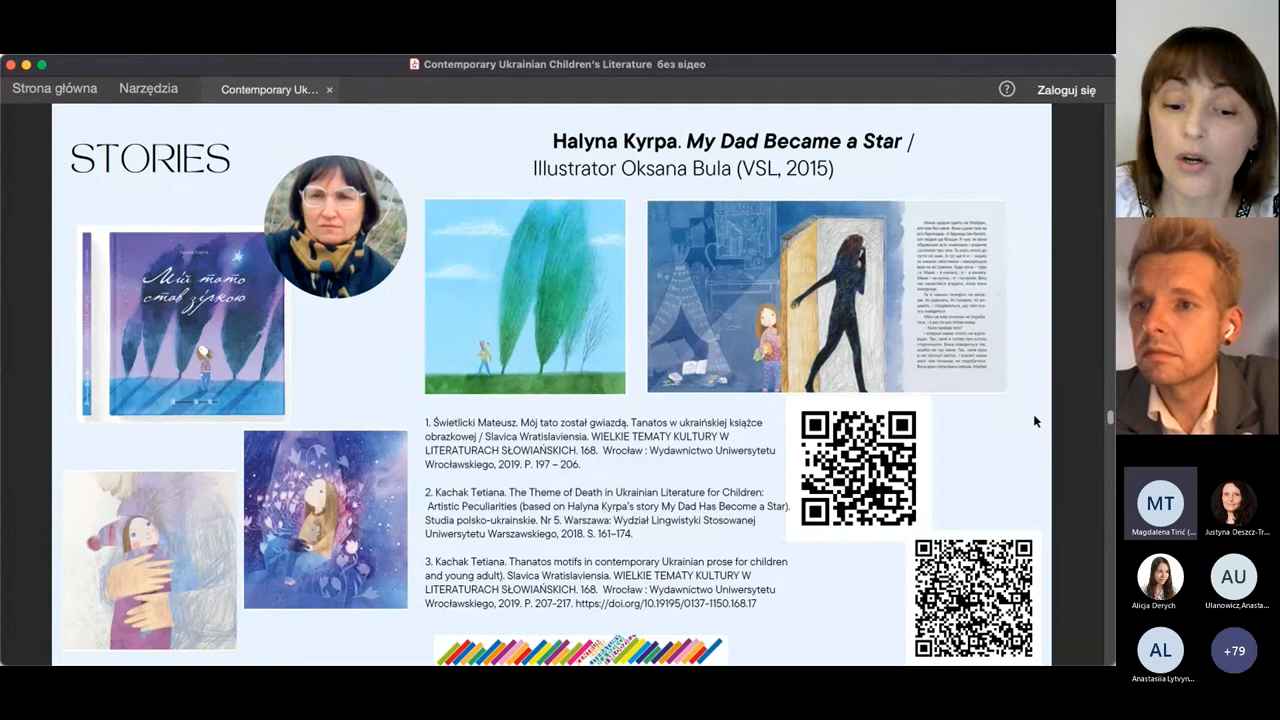 Contemporary Ukrainian Children's Literature без відео
Strona główna
Narzędzia
Contemporary Uk... ×
?
Zaloguj się
STORIES
Halyna Kyrpa. My Dad Became a Star /
Illustrator Oksana Bula (VSL, 2015)
Мій тато
став зіркою
1. Świetlicki Mateusz. Mój tato został gwiazdą. Tanatos w ukraińskiej książce
obrazkowej / Slavica Wratislaviensia. WIELKIE TEMATY KULTURY W
LITERATURACH SŁOWIAŃSKICH. 168. Wrocław : Wydawnictwo Uniwersytetu
Wrocławskiego, 2019. P. 197 – 206.
2. Kachak Tetiana. The Theme of Death in Ukrainian Literature for Children:
Artistic Peculiarities (based on Halyna Kyrpa's story My Dad Has Become a Star).
Studia polsko-ukrainskie. Nr 5. Warszawa: Wydział Lingwistyki Stosowanej
Uniwersytetu Warszawskiego, 2018. S. 161–174.
3. Kachak Tetiana. Thanatos motifs in contemporary Ukrainian prose for children
and young adult). Slavica Wratislaviensia. WIELKIE TEMATY KULTURY W
LITERATURACH SŁOWIAŃSKICH. 168. Wrocław : Wydawnictwo Uniwersytetu
Wrocławskiego, 2019. P. 207-217. https://doi.org/10.19195/0137-1150.168.17
MT
Magdalena Tirić (...
Justyna Deszcz-Tr...
Alicja Derych
AU
Ulanowicz,Anasta...
AL
Anastasiia Lytvyn...
+79